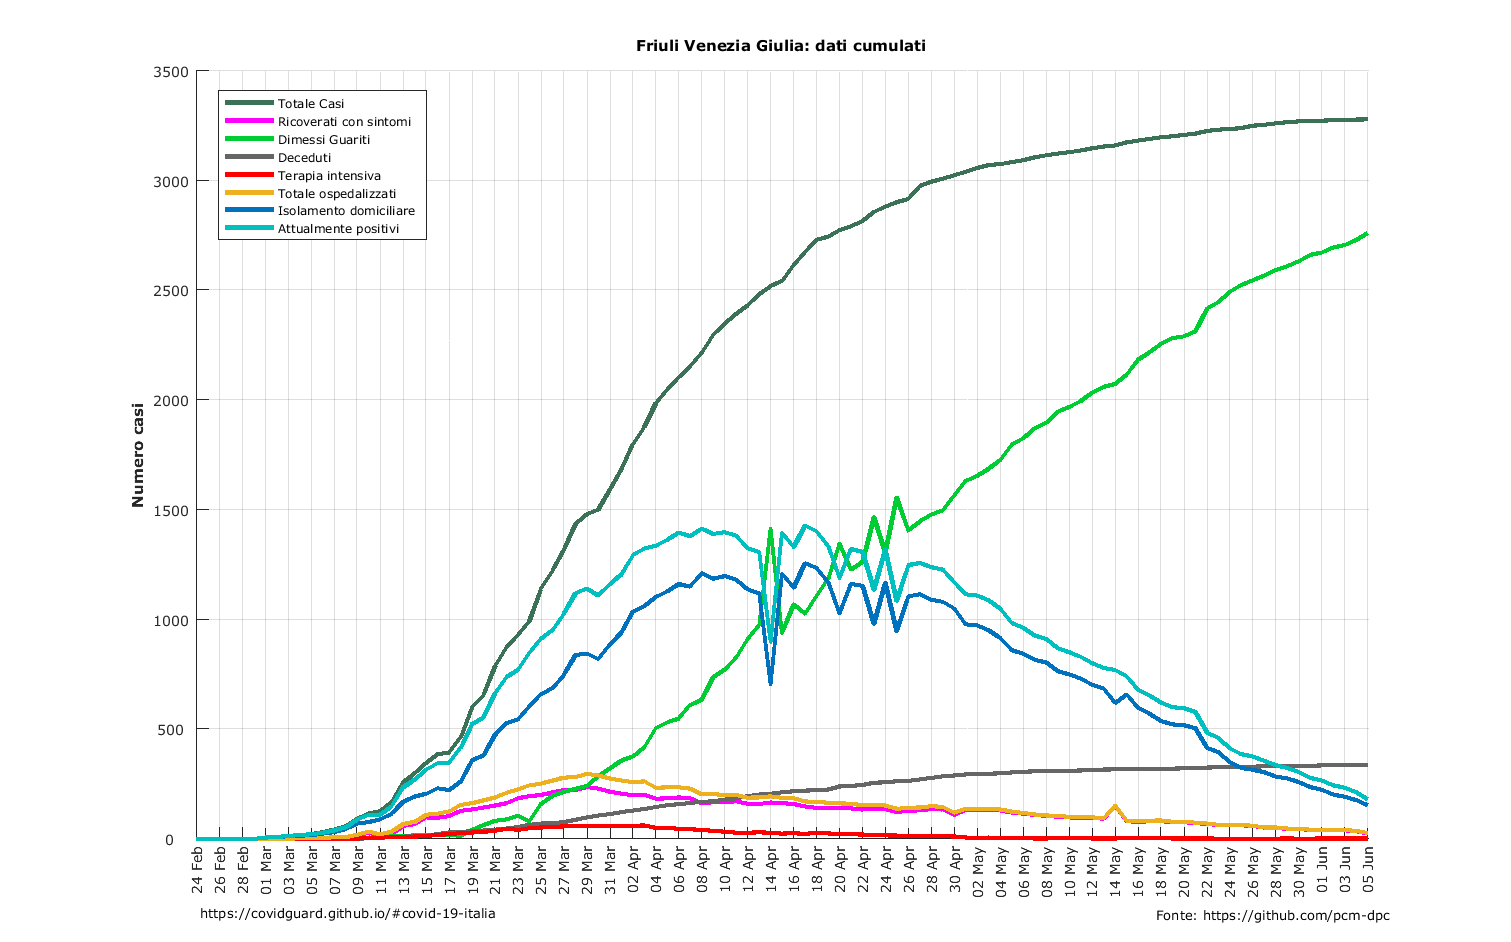 Friuli Venezia Giulia: dati cumulati
3500
3000
2500
2000
1500
1000
500
0
Numero casi
Totale Casi
Ricoverati con sintomi
Dimessi Guariti
Deceduti
Terapia intensiva
Totale ospedalizzati
Isolamento domiciliare
Attualmente positivi
24 Feb
26 Feb
28 Feb
01 Mar
03 Mar
05 Mar
07 Mar
09 Mar
11 Mar
13 Mar
15 Mar
17 Mar
19 Mar
21 Mar
23 Mar
25 Mar
27 Mar
29 Mar
31 Mar
02 Apr
04 Apr
06 Apr
08 Apr
10 Apr
12 Apr
14 Apr
16 Apr
18 Apr
20 Apr
22 Apr
24 Apr
26 Apr
28 Apr
30 Apr
02 May
04 May
06 May
08 May
10 May
12 May
14 May
16 May
18 May
20 May
22 May
24 May
26 May
28 May
30 May
01 Jun
03 Jun
05 Jun
https://covidguard.github.io/#covid-19-italia
Fonte: https://github.com/pcm-dpc